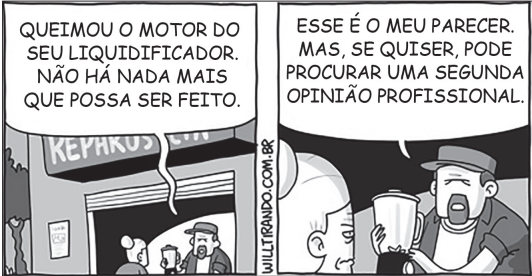 QUEIMOU O MOTOR DO
SEU LIQUIDIFICADOR.
NÃO HÁ NADA MAIS
QUE POSSA SER FEITO.
REPAROS
WILLTIRANDO.COM.BR
ESSE É O MEU PARECER.
MAS, SE QUISER, PODE
PROCURAR UMA SEGUNDA
OPINIÃO PROFISSIONAL.